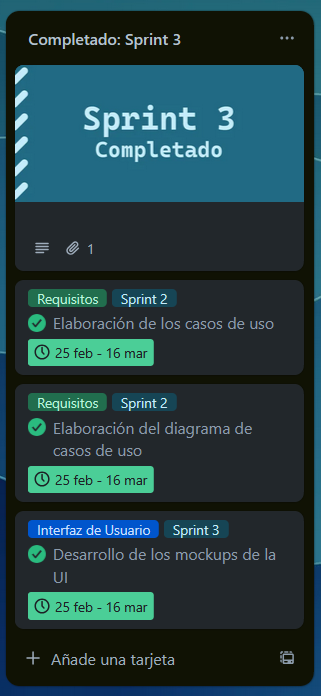 Completado: Sprint 3
Sprint 3
Completado
1
Requisitos Sprint 2
Elaboración de los casos de uso
25 feb - 16 mar
Requisitos Sprint 2
Elaboración del diagrama de
casos de uso
25 feb - 16 mar
Interfaz de Usuario Sprint 3
Desarrollo de los mockups de la
UI
25 feb - 16 mar
Añade una tarjeta